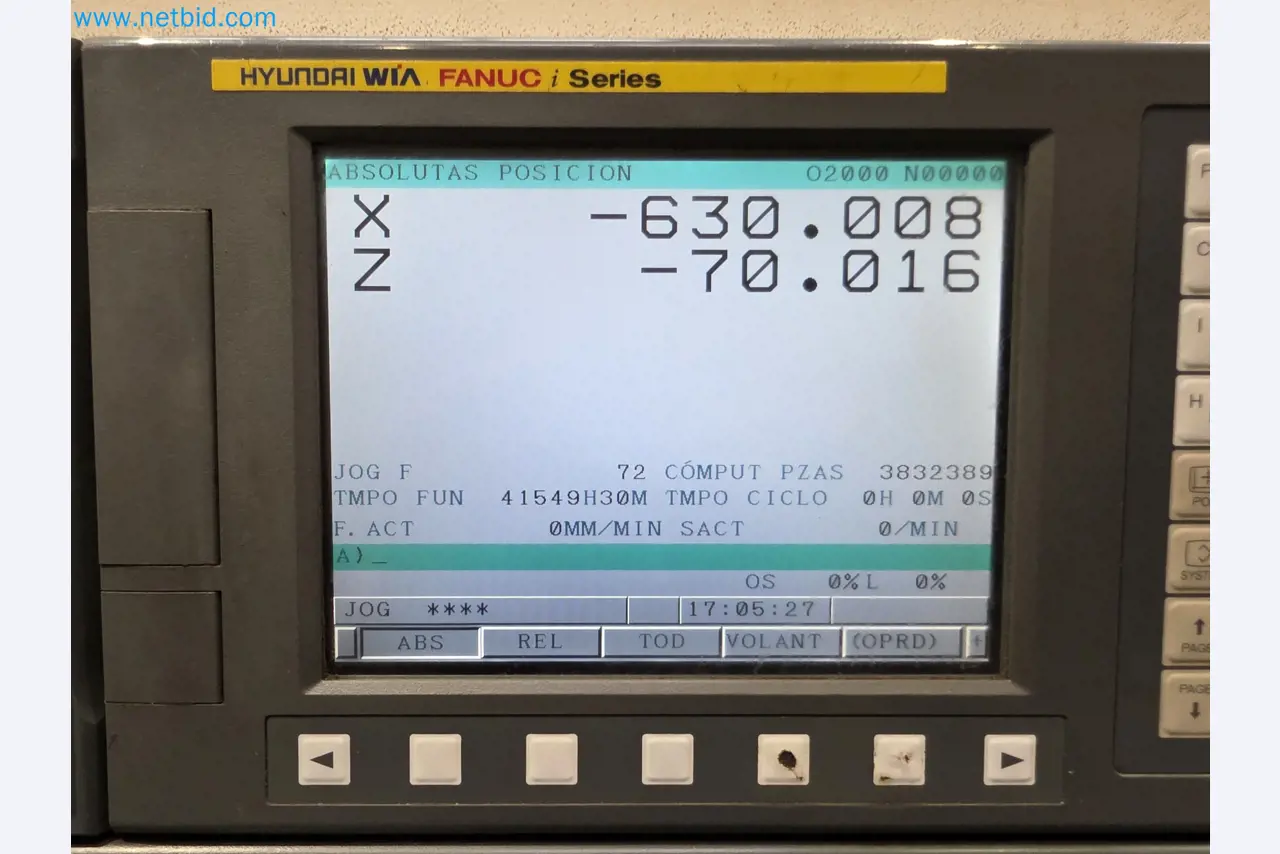 www.netbid.com
HYUNDAI WIA FANUC i Series
ABSOLUTAS POSICION O2000 N00000
X -630.008
Z -70.016
JOG F 72 CÓMPUT PZAS 3832389
TMPO FUN 41549H30M TMPO CICLO 0H 0M 0S
F. ACT 0MM/MIN SACT 0/MIN
A)_
OS 0% L 0%
JOG **** 17:05:27
ABS REL TOD VOLANT (OPRD) +
C
I
H
PAGE